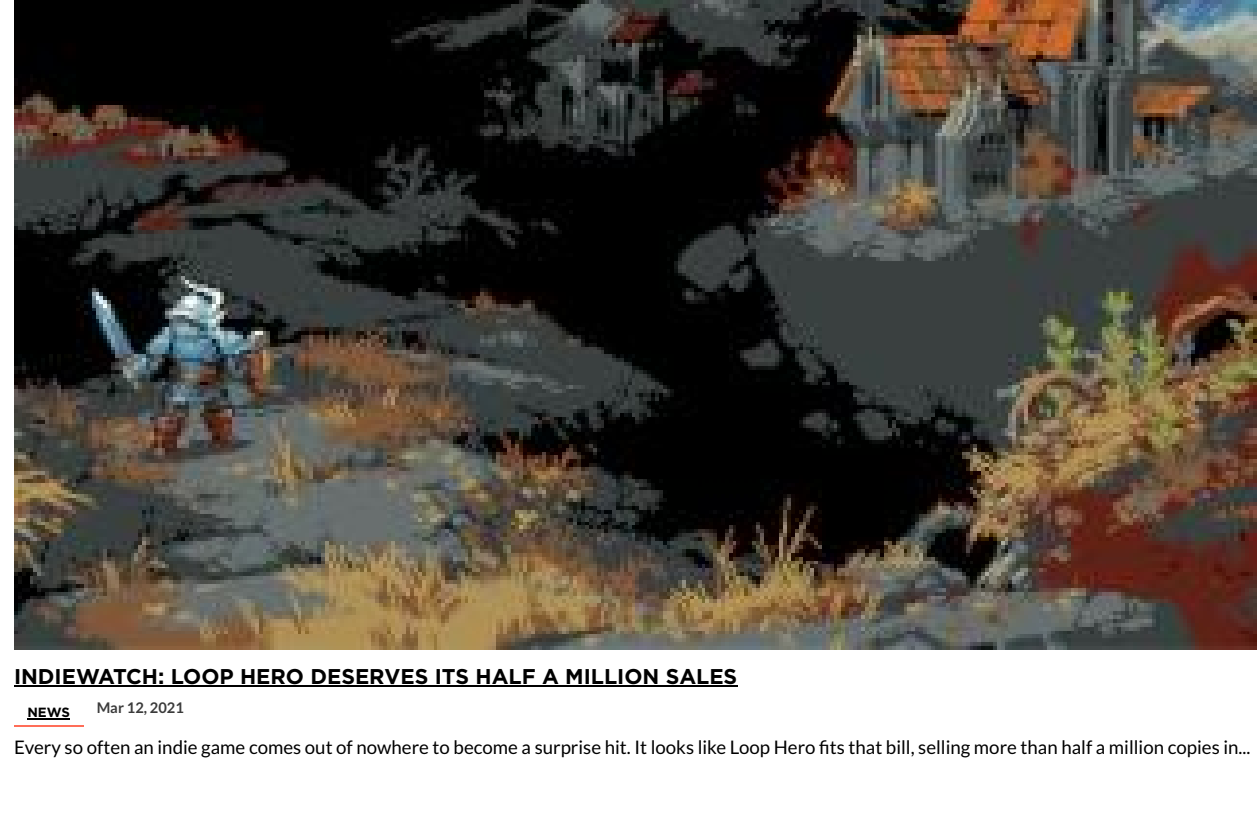 INDIEWATCH: LOOP HERO DESERVES ITS HALF A MILLION SALES
NEWS Mar 12, 2021
Every so often an indie game comes out of nowhere to become a surprise hit. It looks like Loop Hero fits that bill, selling more than half a million copies in...